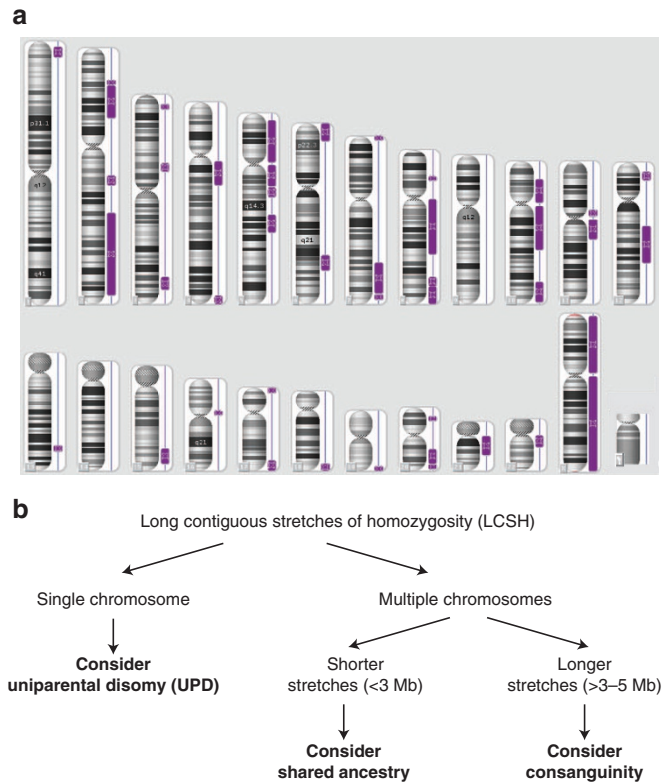 a
p21.1
q12
q41
q14.3
p22.3
q21
q12
q21
b
Long contiguous stretches of homozygosity (LCSH)
Single chromosome
Multiple chromosomes
Consider
uniparental disomy (UPD)
Shorter
stretches (<3 Mb)
Longer
stretches (>3–5 Mb)
Consider
shared ancestry
Consider
consanguinity